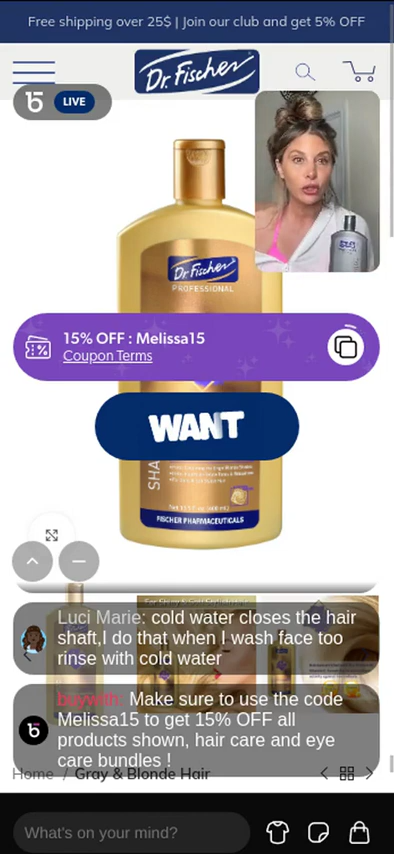 Free shipping over 25$ | Join our club and get 5% OFF
Dr. Fischer
LIVE
Dr. Fischer
PROFESSIONAL
15% OFF : Melissa15
Coupon Terms
WANT
SHA
FISCHER PHARMACEUTICALS
Luci Marie: cold water closes the hair
shaft,I do that when I wash face too
rinse with cold water
buywith: Make sure to use the code
Melissa15 to get 15% OFF all
products shown, hair care and eye
care bundles !
Home / Gray & Blonde Hair
What's on your mind?